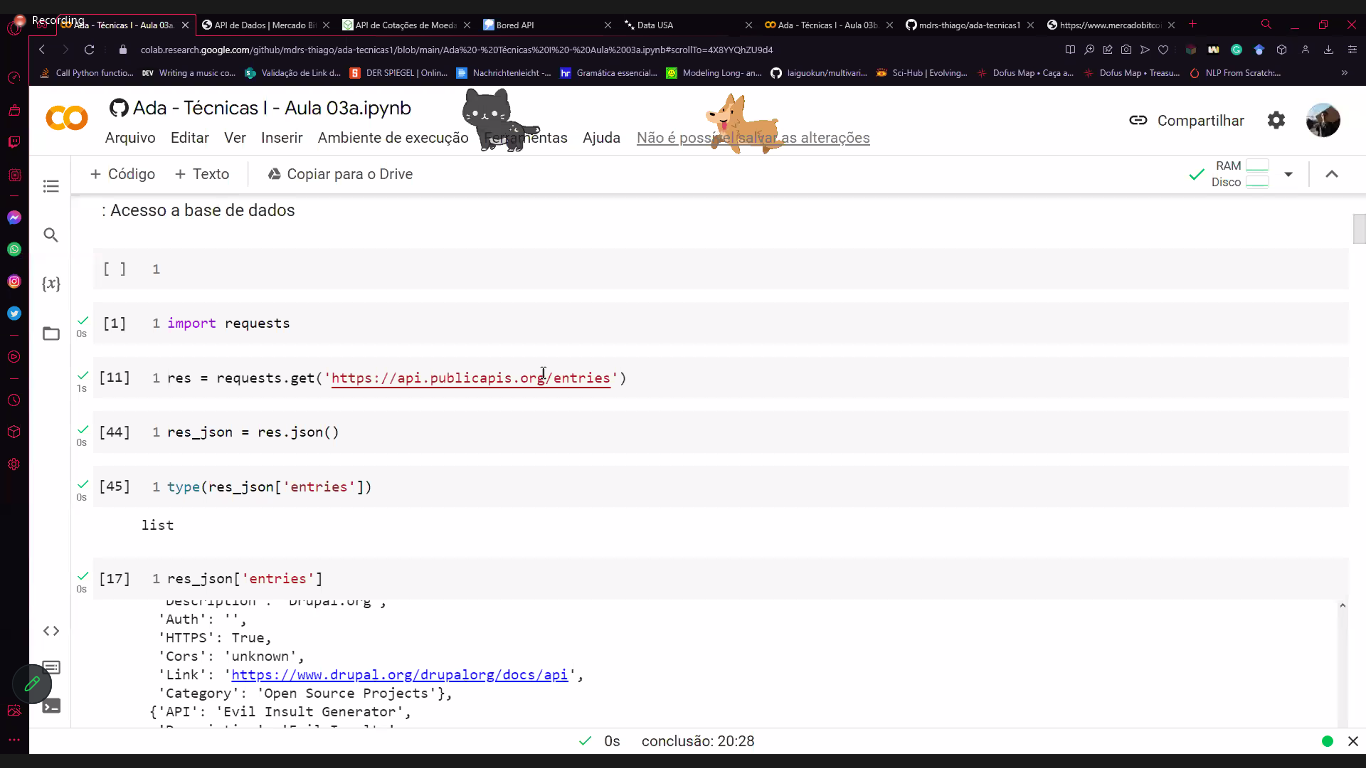 Recording
Ada - Técnicas I - Aula 03a
API de Dados | Mercado Bi
API de Cotações de Moeda
Bored API
Data USA
Ada - Técnicas I - Aula 03b.
mdrs-thiago/ada-tecnicas1
https://www.mercadobitco
colab.research.google.com/github/mdrs-thiago/ada-tecnicas1/blob/main/Ada%20-%20Técnicas%20I%20-%20Aula%2003a.ipynb#scrollTo=4X8YYQhZU9d4
Call Python functio...
DEV Writing a music co...
Validação de Link d...
DER SPIEGEL | Onlin...
Nachrichtenleicht -...
hr Gramática essencial...
Modeling Long- an...
laiguokun/multivari...
Sci-Hub | Evolving...
Dofus Map • Caça a...
Dofus Map • Treasu...
NLP From Scratch:...
Ada - Técnicas I - Aula 03a.ipynb
Arquivo Editar Ver Inserir Ambiente de execução Ferramentas Ajuda Não é possível salvar as alterações
Compartilhar
+ Código + Texto Copiar para o Drive
RAM
Disco
: Acesso a base de dados
[ ] 1
[1] 1 import requests
0s
[11] 1 res = requests.get('https://api.publicapis.org/entries')
1s
[44] 1 res_json = res.json()
0s
[45] 1 type(res_json['entries'])
0s
list
[17] 1 res_json['entries']
0s
'Description': 'Drupal.org',
'Auth': '',
'HTTPS': True,
'Cors': 'unknown',
'Link': 'https://www.drupal.org/drupalorg/docs/api',
'Category': 'Open Source Projects'},
{'API': 'Evil Insult Generator',
'Description': 'Evil Insults',
0s conclusão: 20:28